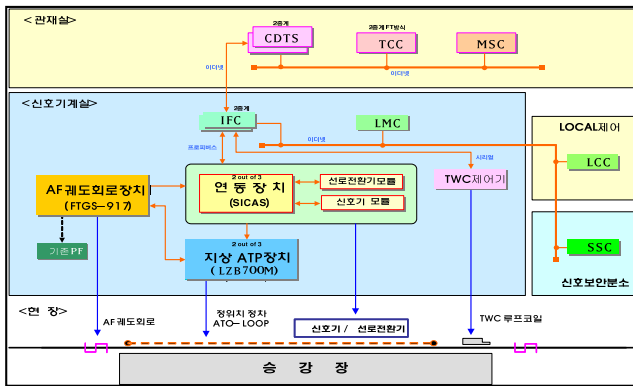 <관재실>
2중계
CDTS
2중계 FT방식
TCC
MSC
이더넷
이더넷
<신호기계실>
2중계
IFC
LMC
이더넷
프로피버스
시리얼
LOCAL제어
LCC
AF궤도회로장치
(FTGS-917)
2 out of 3
연 동 장 치
(SICAS)
선로전환기모듈
신호기 모듈
TWC제어기
기존PF
2 out of 3
지상 ATP장치
(LZB700M)
SSC
신호보안분소
<현 장>
AF궤도회로
정위치 정차
ATO-LOOP
신호기 / 선로전환기
TWC 루프코일
승 강 장